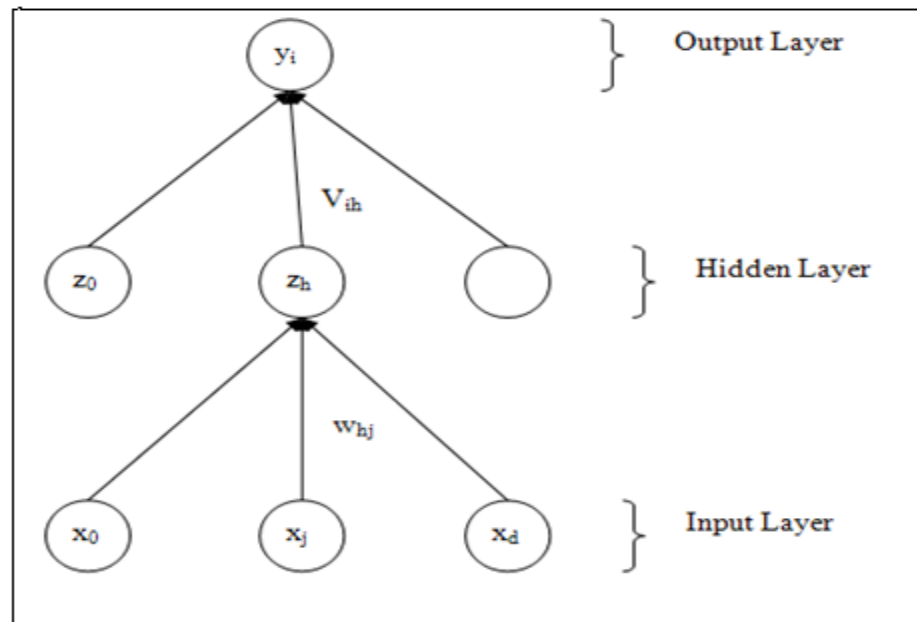 yᵢ
Output Layer
Vᵢₕ
z₀
zₕ
Hidden Layer
wₕⱼ
x₀
xⱼ
x_d
Input Layer